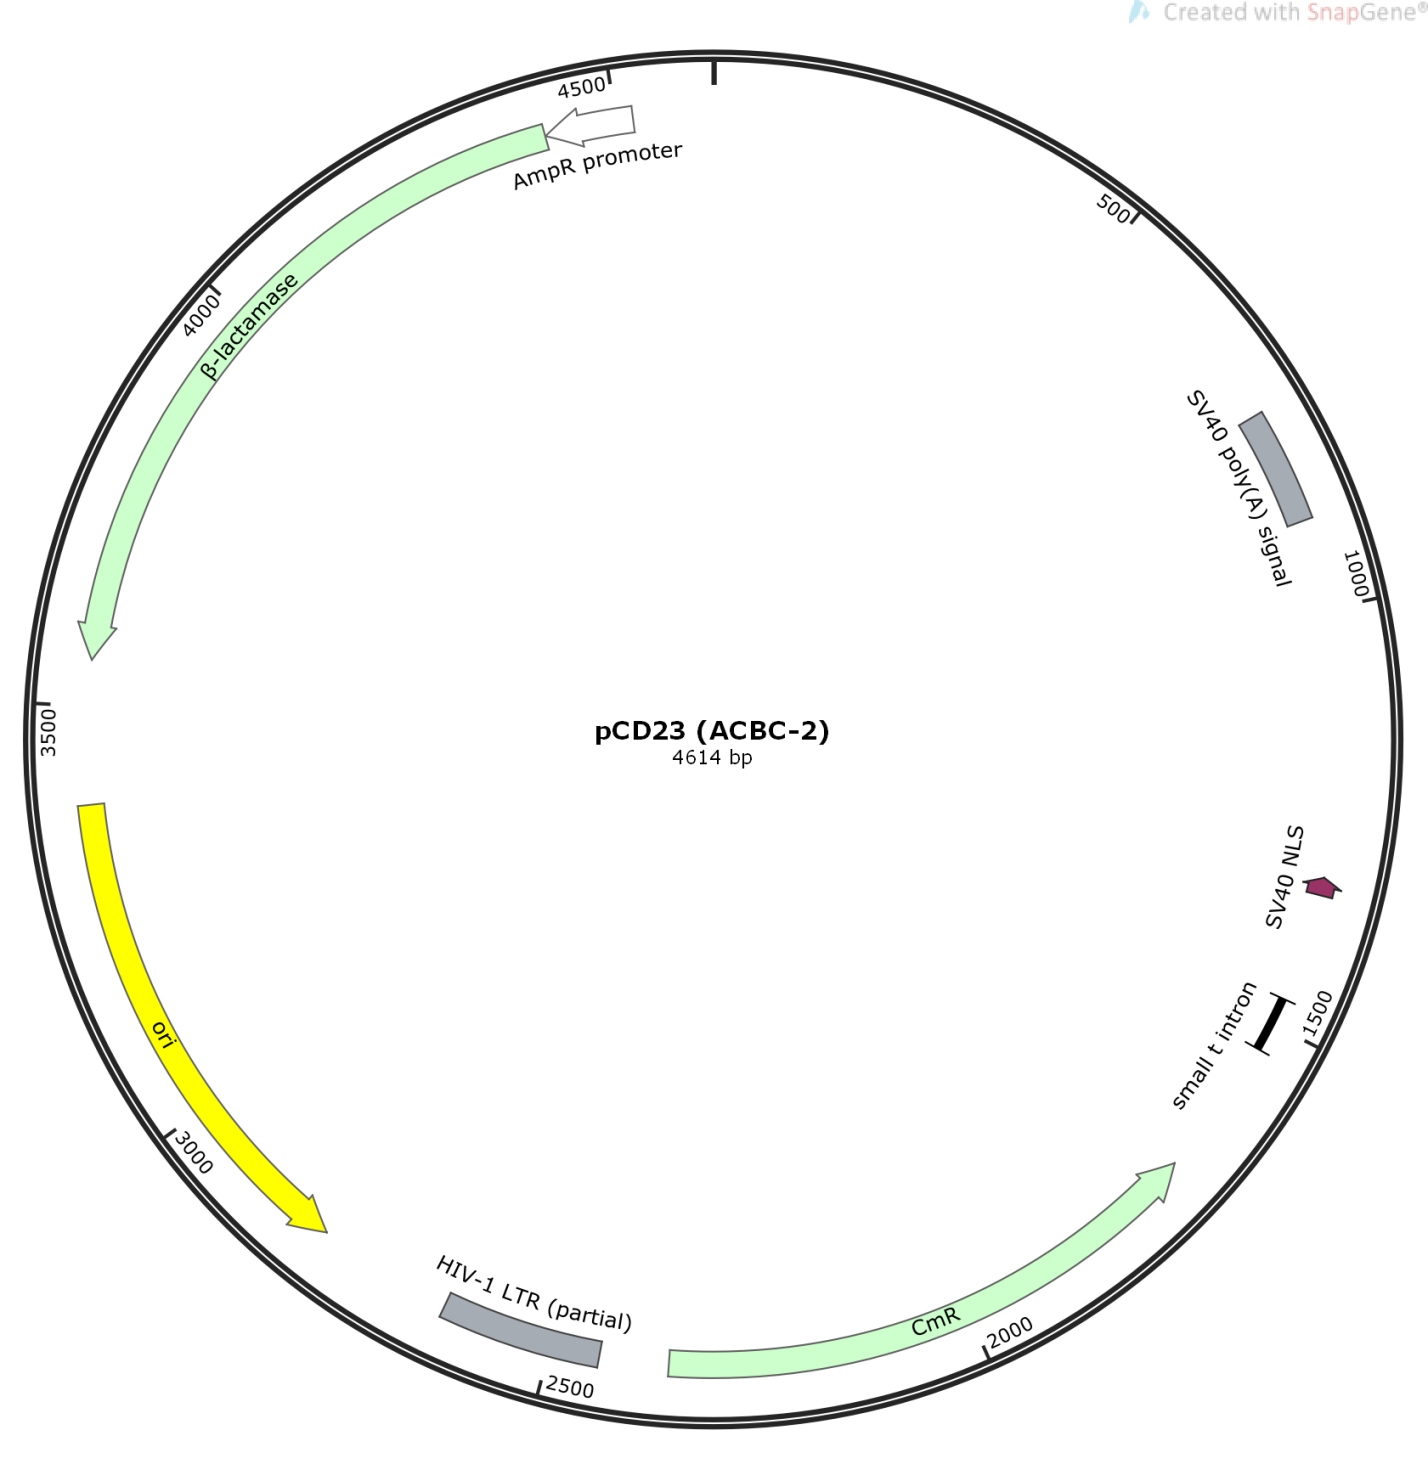 Created with SnapGene®
4500
AmpR promoter
500
β-lactamase
4000
SV40 poly(A) signal
1000
3500
pCD23 (ACBC-2)
4614 bp
SV40 NLS
small t intron
1500
ori
3000
HIV-1 LTR (partial)
CmR
2000
2500